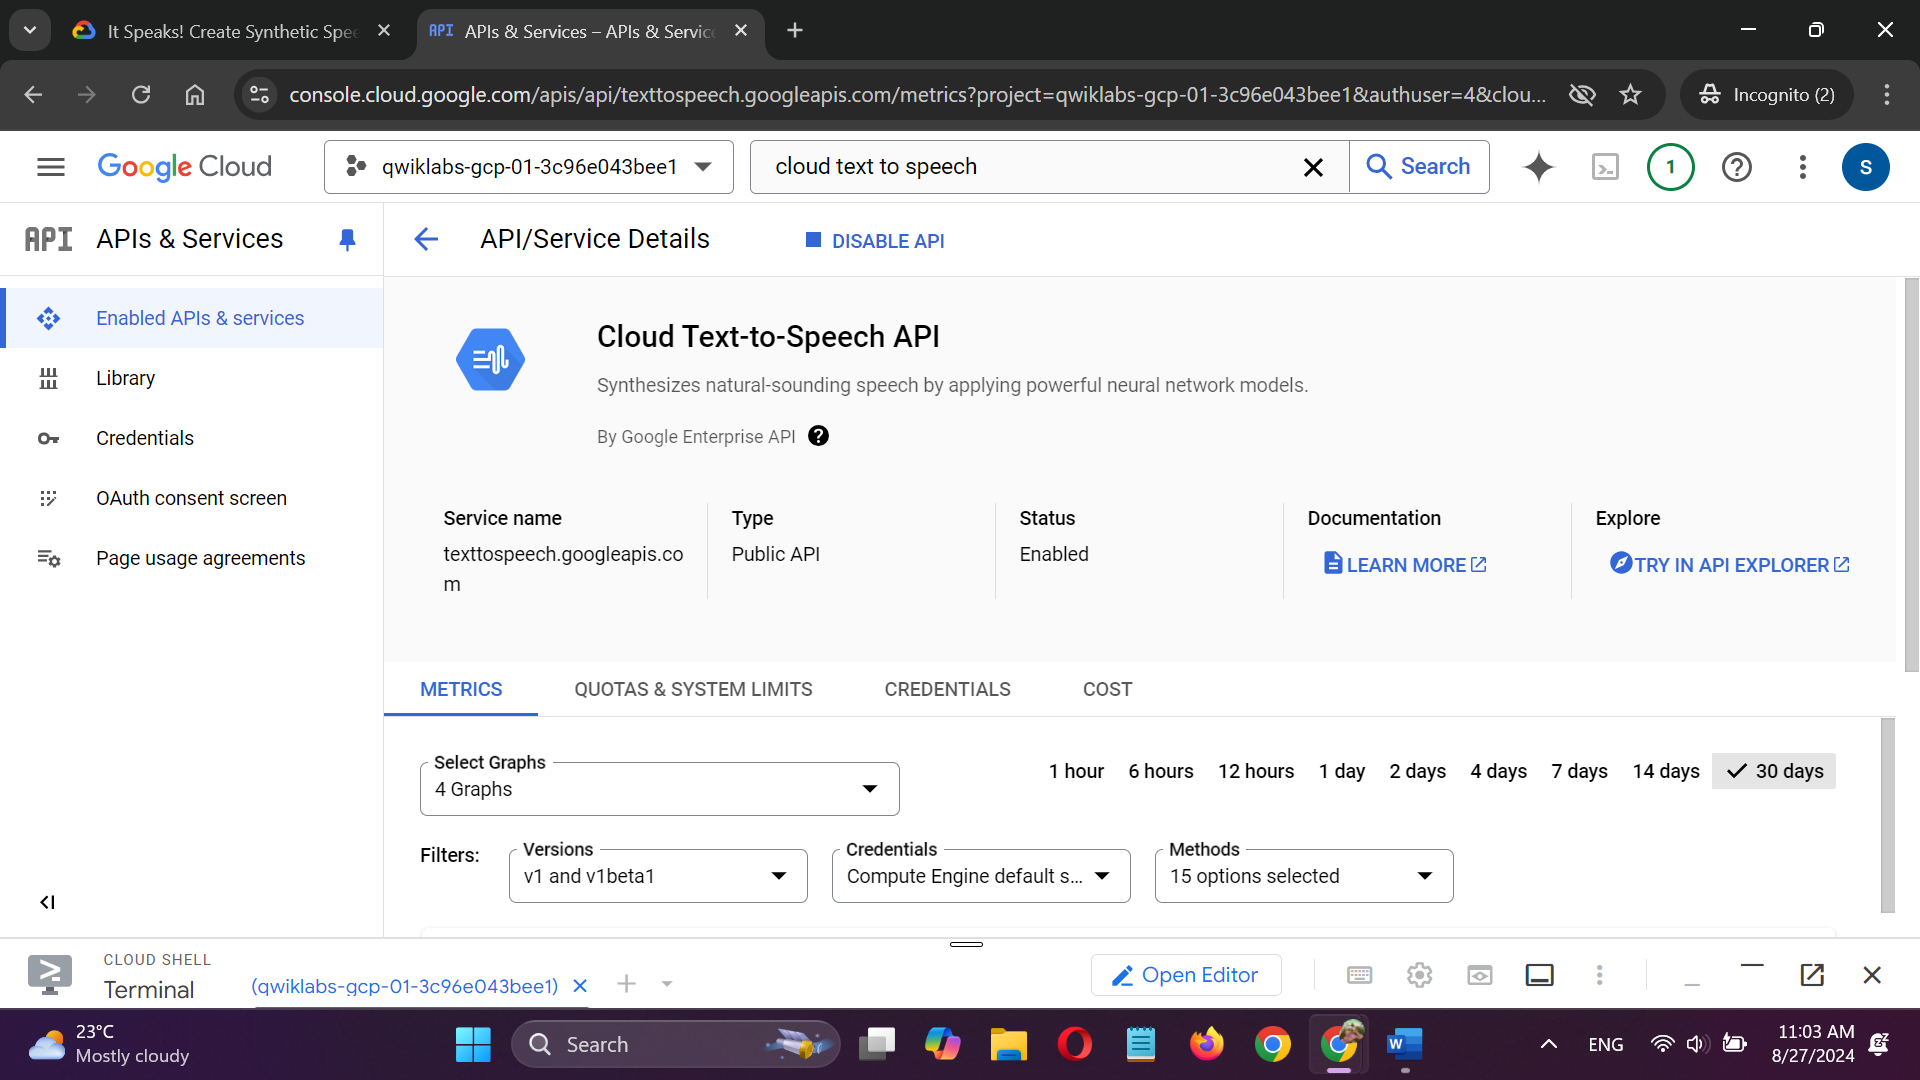 It Speaks! Create Synthetic Spee
API APIs & Services – APIs & Service
console.cloud.google.com/apis/api/texttospeech.googleapis.com/metrics?project=qwiklabs-gcp-01-3c96e043bee1&authuser=4&clou...
Incognito (2)
Google Cloud
qwiklabs-gcp-01-3c96e043bee1
cloud text to speech
Search
1
S
API APIs & Services
API/Service Details
DISABLE API
Enabled APIs & services
Library
Credentials
OAuth consent screen
Page usage agreements
Cloud Text-to-Speech API
Synthesizes natural-sounding speech by applying powerful neural network models.
By Google Enterprise API
Service name
texttospeech.googleapis.co
m
Type
Public API
Status
Enabled
Documentation
LEARN MORE
Explore
TRY IN API EXPLORER
METRICS
QUOTAS & SYSTEM LIMITS
CREDENTIALS
COST
Select Graphs
4 Graphs
1 hour
6 hours
12 hours
1 day
2 days
4 days
7 days
14 days
30 days
Filters:
Versions
v1 and v1beta1
Credentials
Compute Engine default s...
Methods
15 options selected
CLOUD SHELL
Terminal
(qwiklabs-gcp-01-3c96e043bee1)
Open Editor
23°C
Mostly cloudy
Search
W
ENG
11:03 AM
8/27/2024